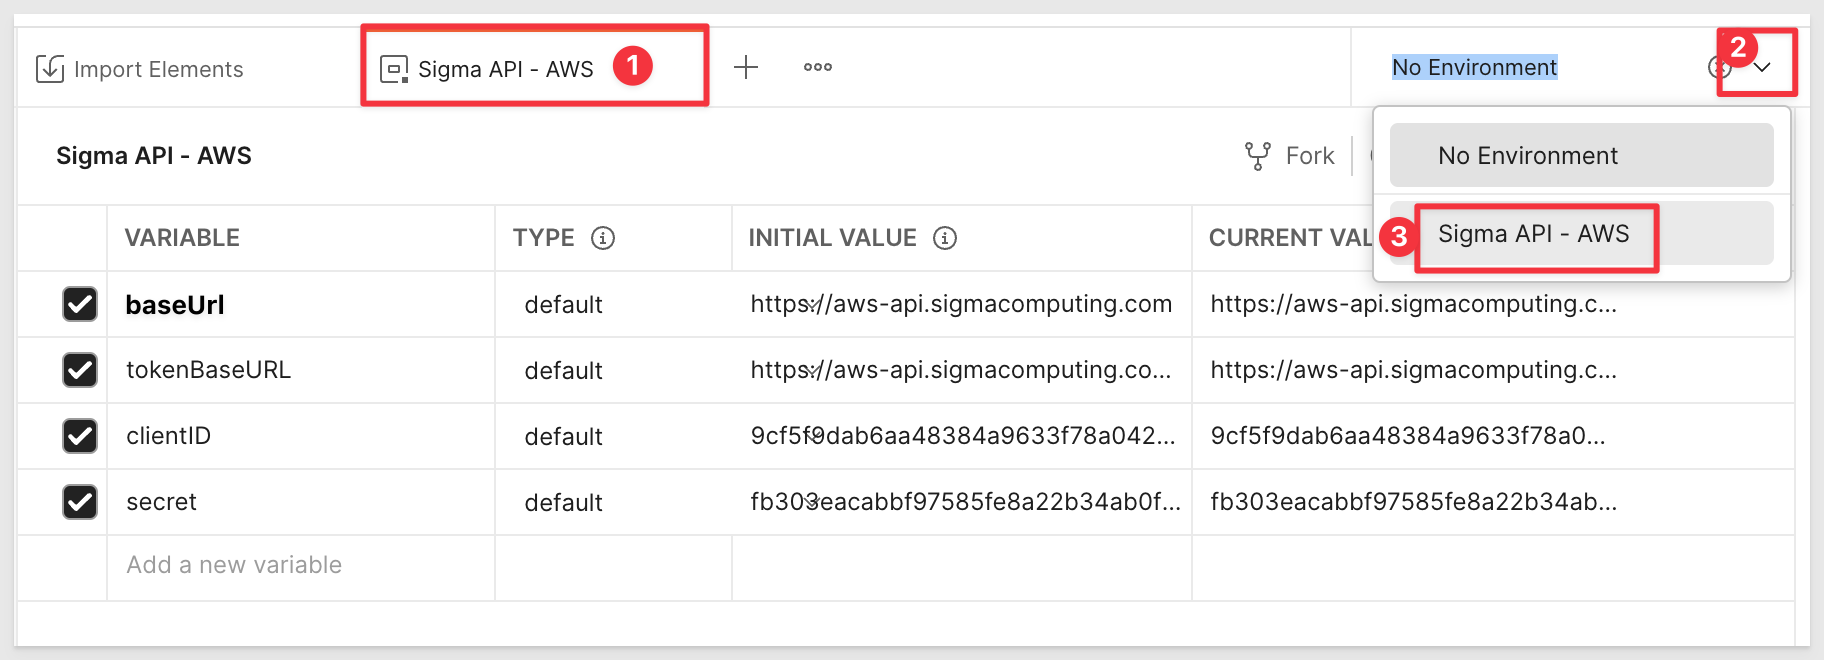 Import Elements
Sigma API - AWS
1
No Environment
2
Sigma API - AWS
Fork
No Environment
3
Sigma API - AWS
VARIABLE
TYPE
INITIAL VALUE
CURRENT VAL
baseUrl
default
https://aws-api.sigmacomputing.com
https://aws-api.sigmacomputing.c...
tokenBaseURL
default
https://aws-api.sigmacomputing.co...
https://aws-api.sigmacomputing.c...
clientID
default
9cf5f9dab6aa48384a9633f78a042...
9cf5f9dab6aa48384a9633f78a0...
secret
default
fb303eacabbf97585fe8a22b34ab0f...
fb303eacabbf97585fe8a22b34ab...
Add a new variable